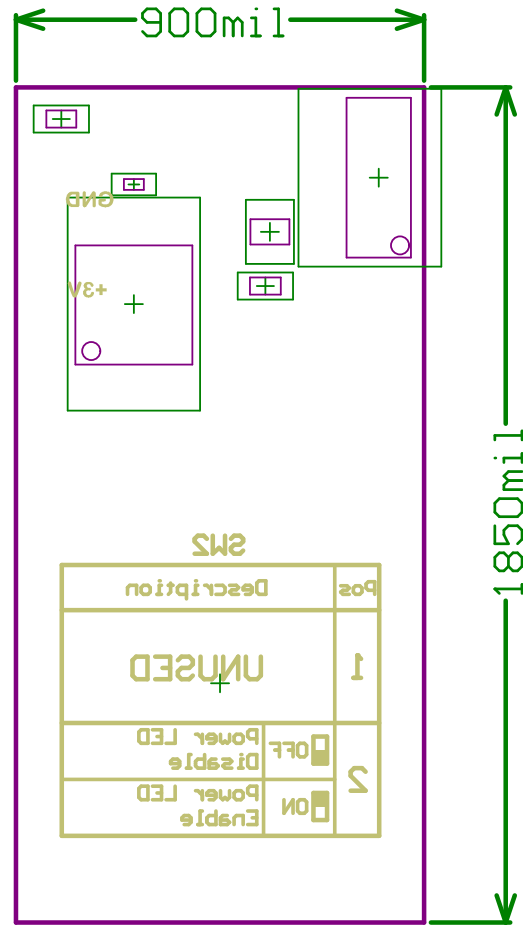 900mil
GND
+3V
1850mil
SW2
Pos Description
1 UNUSED
2
OFF Power LED
Disable
ON Power LED
Enable